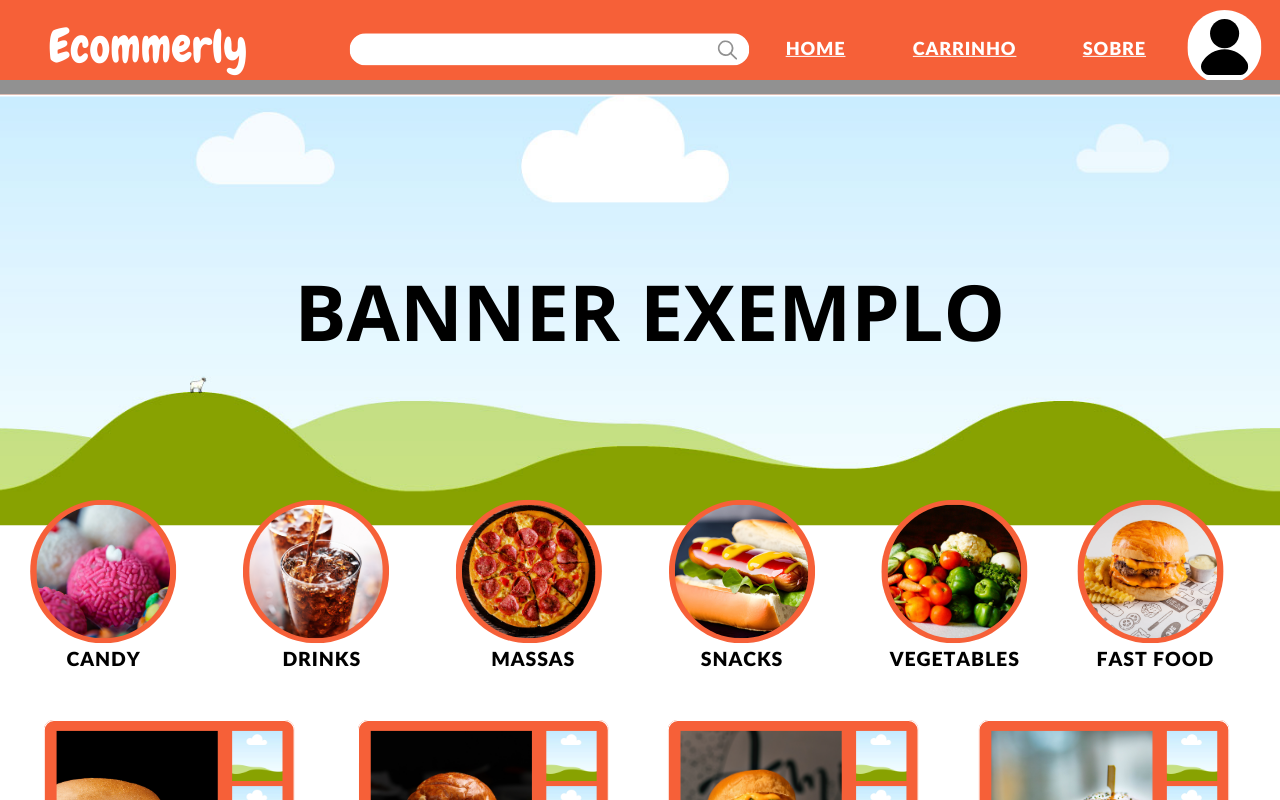 Ecommerly
HOME
CARRINHO
SOBRE
BANNER EXEMPLO
CANDY
DRINKS
MASSAS
SNACKS
VEGETABLES
FAST FOOD